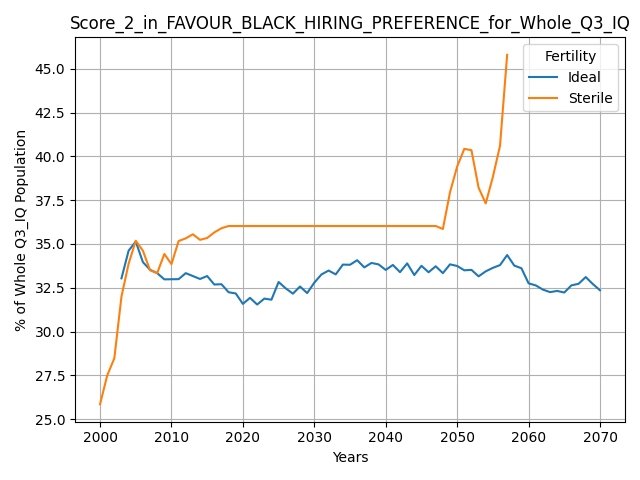 Score_2_in_FAVOUR_BLACK_HIRING_PREFERENCE_for_Whole_Q3_IQ
Fertility
Ideal
Sterile
45.0
42.5
40.0
37.5
35.0
32.5
30.0
27.5
25.0
% of Whole Q3_IQ Population
2000
2010
2020
2030
2040
2050
2060
2070
Years